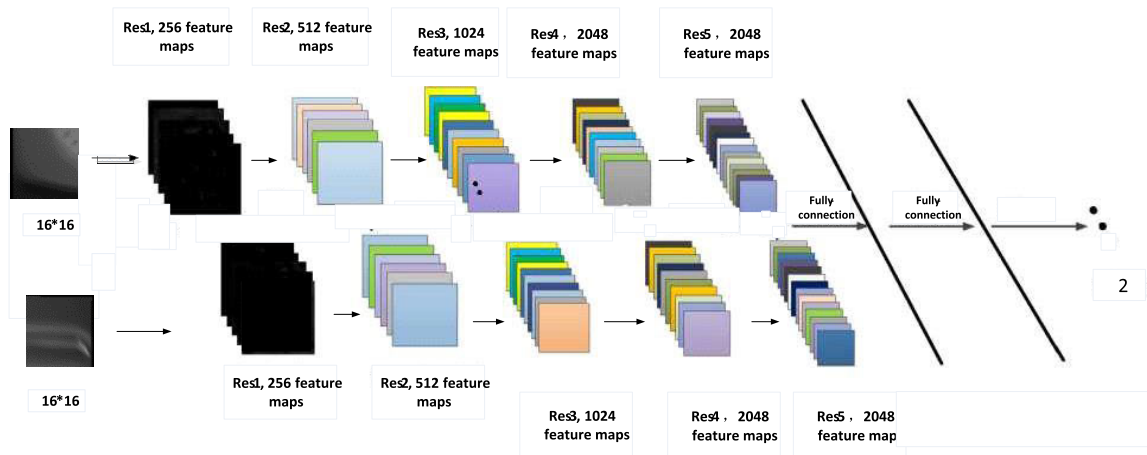 Res1, 256 feature
maps
Res2, 512 feature
maps
Res3, 1024
feature maps
Res4， 2048
feature maps
Res5， 2048
feature maps
16*16
Fully
connection
Fully
connection
2
16*16
Res1, 256 feature
maps
Res2, 512 feature
maps
Res3, 1024
feature maps
Res4， 2048
feature maps
Res5， 2048
feature map